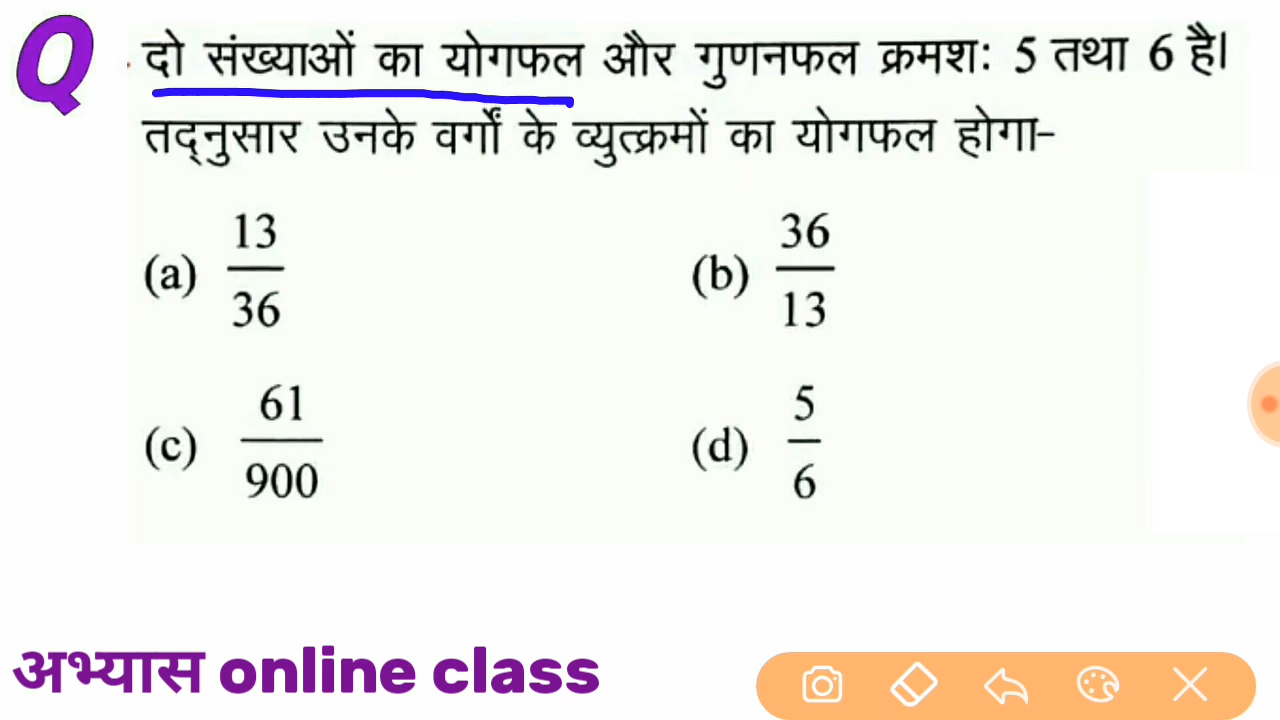 Q दो संख्याओं का योगफल और गुणनफल क्रमश: 5 तथा 6 है।
तद्नुसार उनके वर्गों के व्युत्क्रमों का योगफल होगा-
(a) 13/36 (b) 36/13
(c) 61/900 (d) 5/6
अभ्यास online class